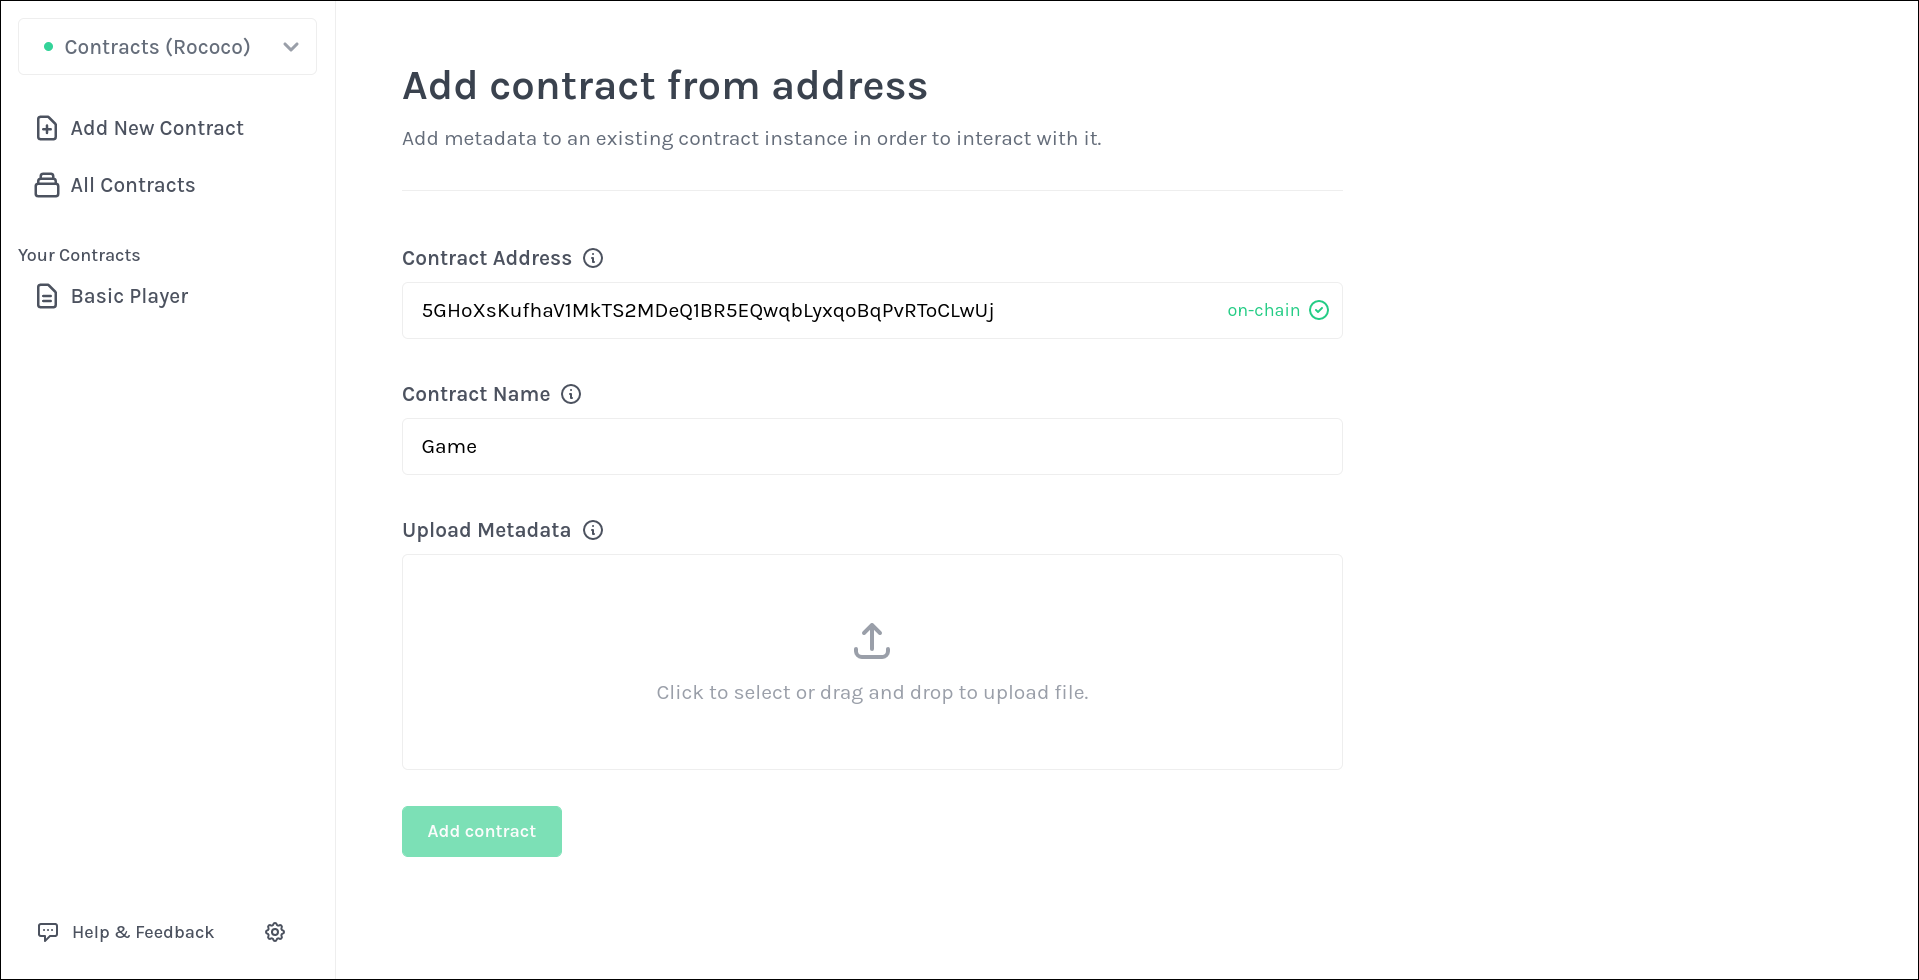 Contracts (Rococo)
Add New Contract
All Contracts
Your Contracts
Basic Player
Help & Feedback
Add contract from address
Add metadata to an existing contract instance in order to interact with it.
Contract Address
5GHoXsKufhaV1MkTS2MDeQ1BR5EQwqbLyxqoBqPvRToCLwUj
on-chain
Contract Name
Game
Upload Metadata
Click to select or drag and drop to upload file.
Add contract